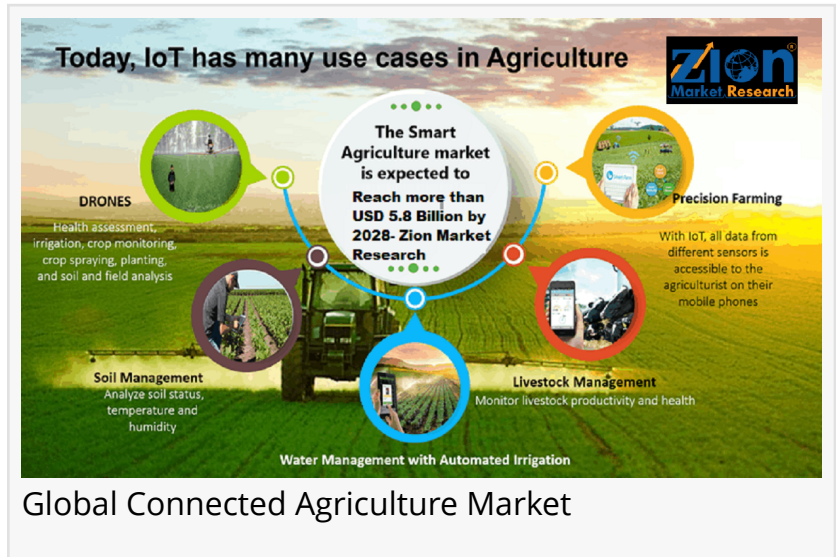 Today, IoT has many use cases in Agriculture
Zion
Market.Research
The Smart
Agriculture market
is expected to
Reach more than
USD 5.8 Billion by
2028- Zion Market
Research
DRONES
Health assessment,
irrigation, crop monitoring,
crop spraying, planting,
and soil and field analysis
Precision Farming
With IoT, all data from
different sensors is
accessible to the
agriculturist on their
mobile phones
Soil Management
Analyze soil status,
temperature and
humidity
Livestock Management
Monitor livestock productivity and health
Water Management with Automated Irrigation
Global Connected Agriculture Market